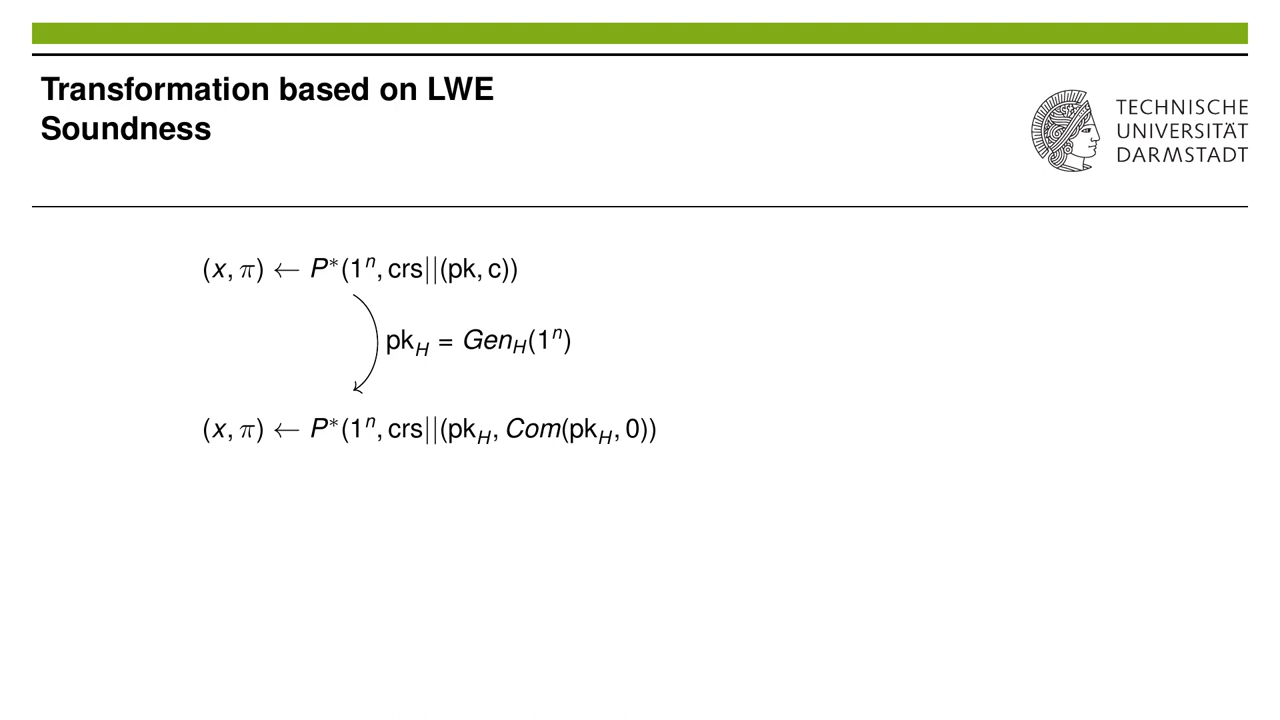 Transformation based on LWE
Soundness
TECHNISCHE
UNIVERSITÄT
DARMSTADT
(x, π) ← P*(1ⁿ, crs||(pk, c))
pk_H = Gen_H(1ⁿ)
(x, π) ← P*(1ⁿ, crs||(pk_H, Com(pk_H, 0))